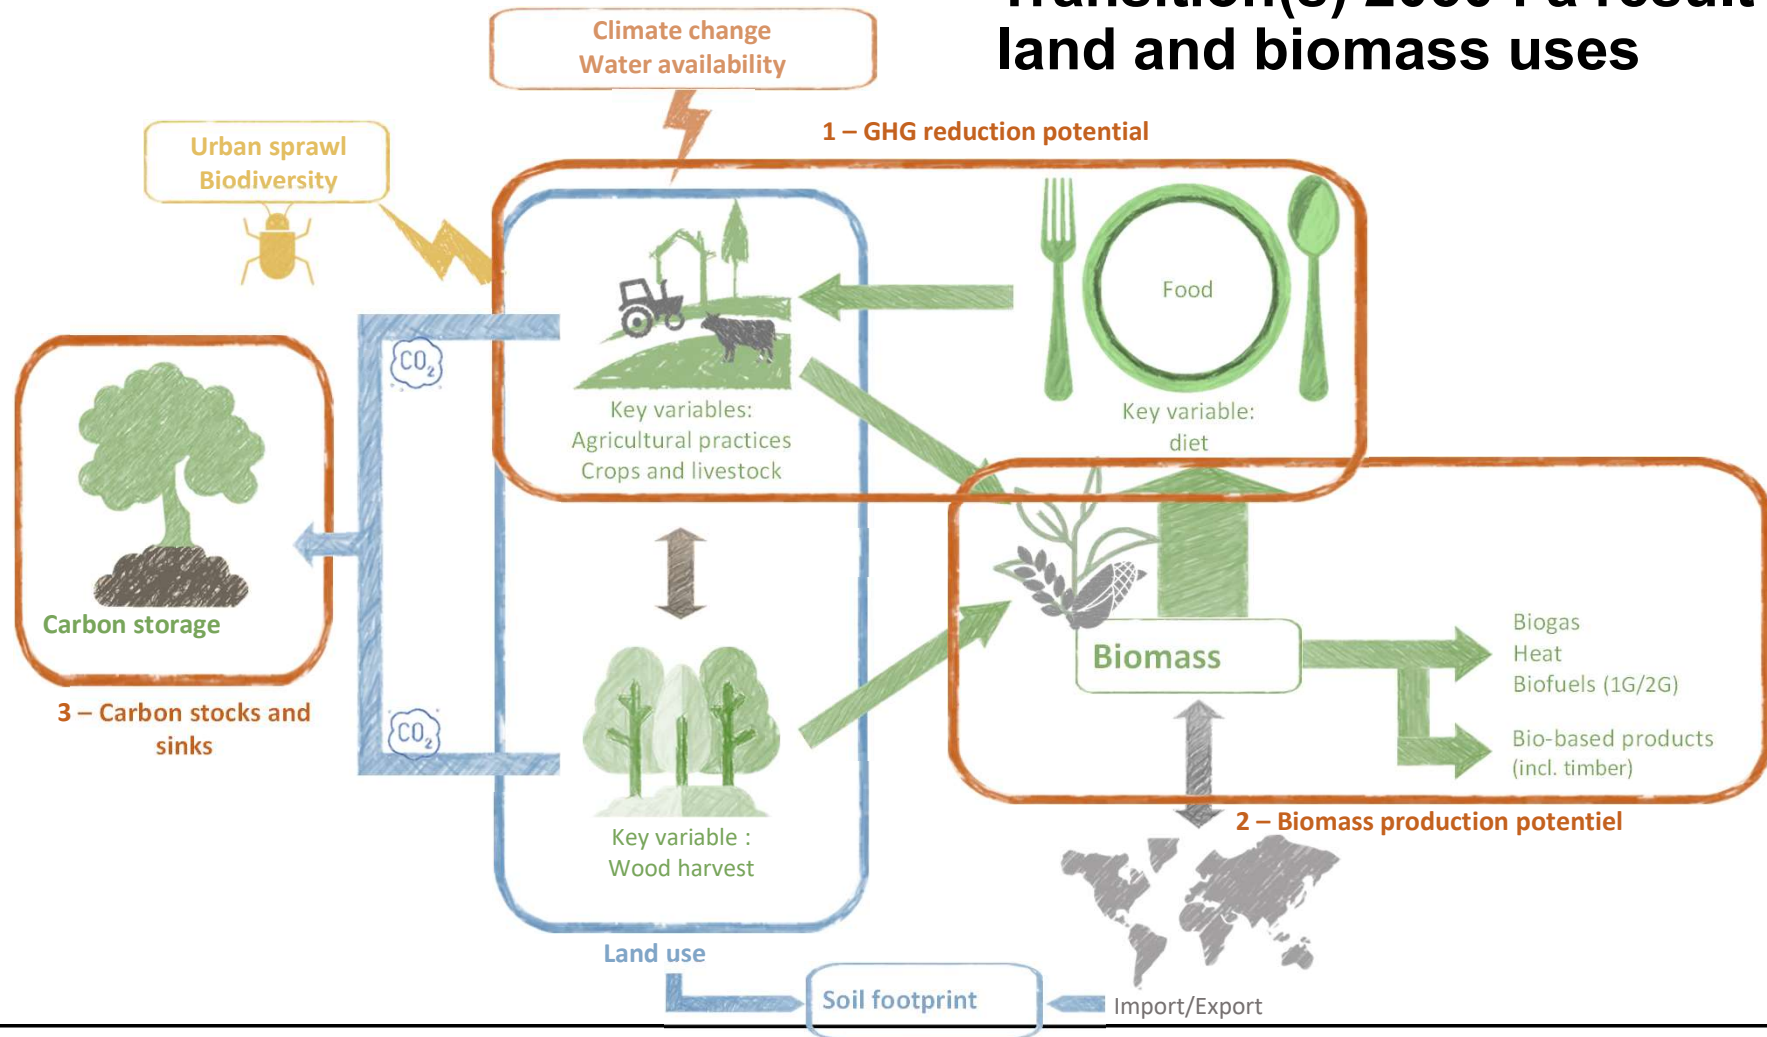 Transition(s) 2050 : a result
land and biomass uses
Climate change
Water availability
1 – GHG reduction potential
Urban sprawl
Biodiversity
Food
CO2
Key variables:
Agricultural practices
Crops and livestock
Key variable:
diet
Carbon storage
3 – Carbon stocks and
sinks
CO2
Biomass
Biogas
Heat
Biofuels (1G/2G)
Bio-based products
(incl. timber)
2 – Biomass production potentiel
Key variable :
Wood harvest
Land use
Soil footprint
Import/Export